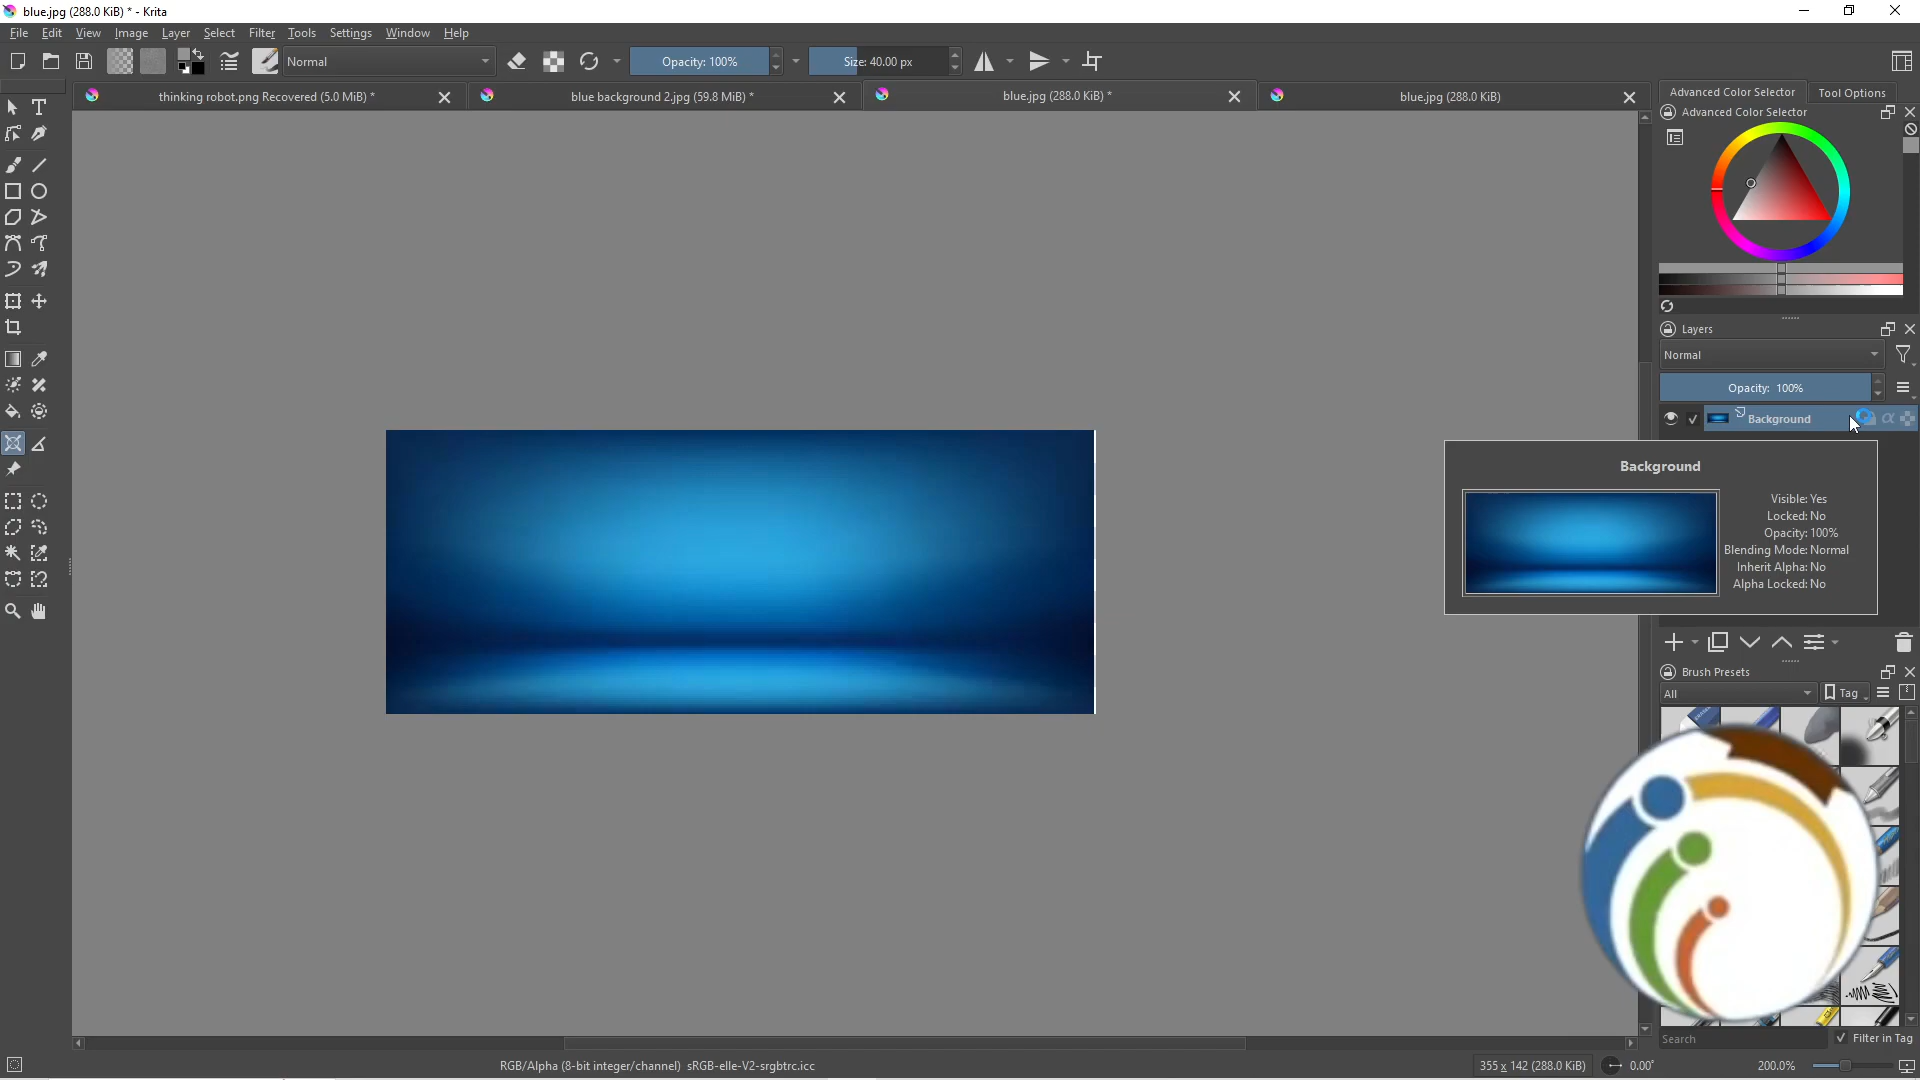 blue.jpg (288.0 KiB) * - Krita
File Edit View Image Layer Select Filter Tools Settings Window Help
Normal
Opacity: 100%
Size: 40.00 px
thinking robot.png Recovered (5.0 MiB) *
blue background 2.jpg (59.8 MiB) *
blue.jpg (288.0 KiB) *
blue.jpg (288.0 KiB)
Advanced Color Selector
Tool Options
Advanced Color Selector
Layers
Normal
Opacity: 100%
Background
Background
Visible: Yes
Locked: No
Opacity: 100%
Blending Mode: Normal
Inherit Alpha: No
Alpha Locked: No
Brush Presets
All
Tag
Search
Filter in Tag
RGB/Alpha (8-bit integer/channel) sRGB-elle-V2-srgbtrc.icc
355 x 142 (288.0 KiB)
0.00°
200.0%